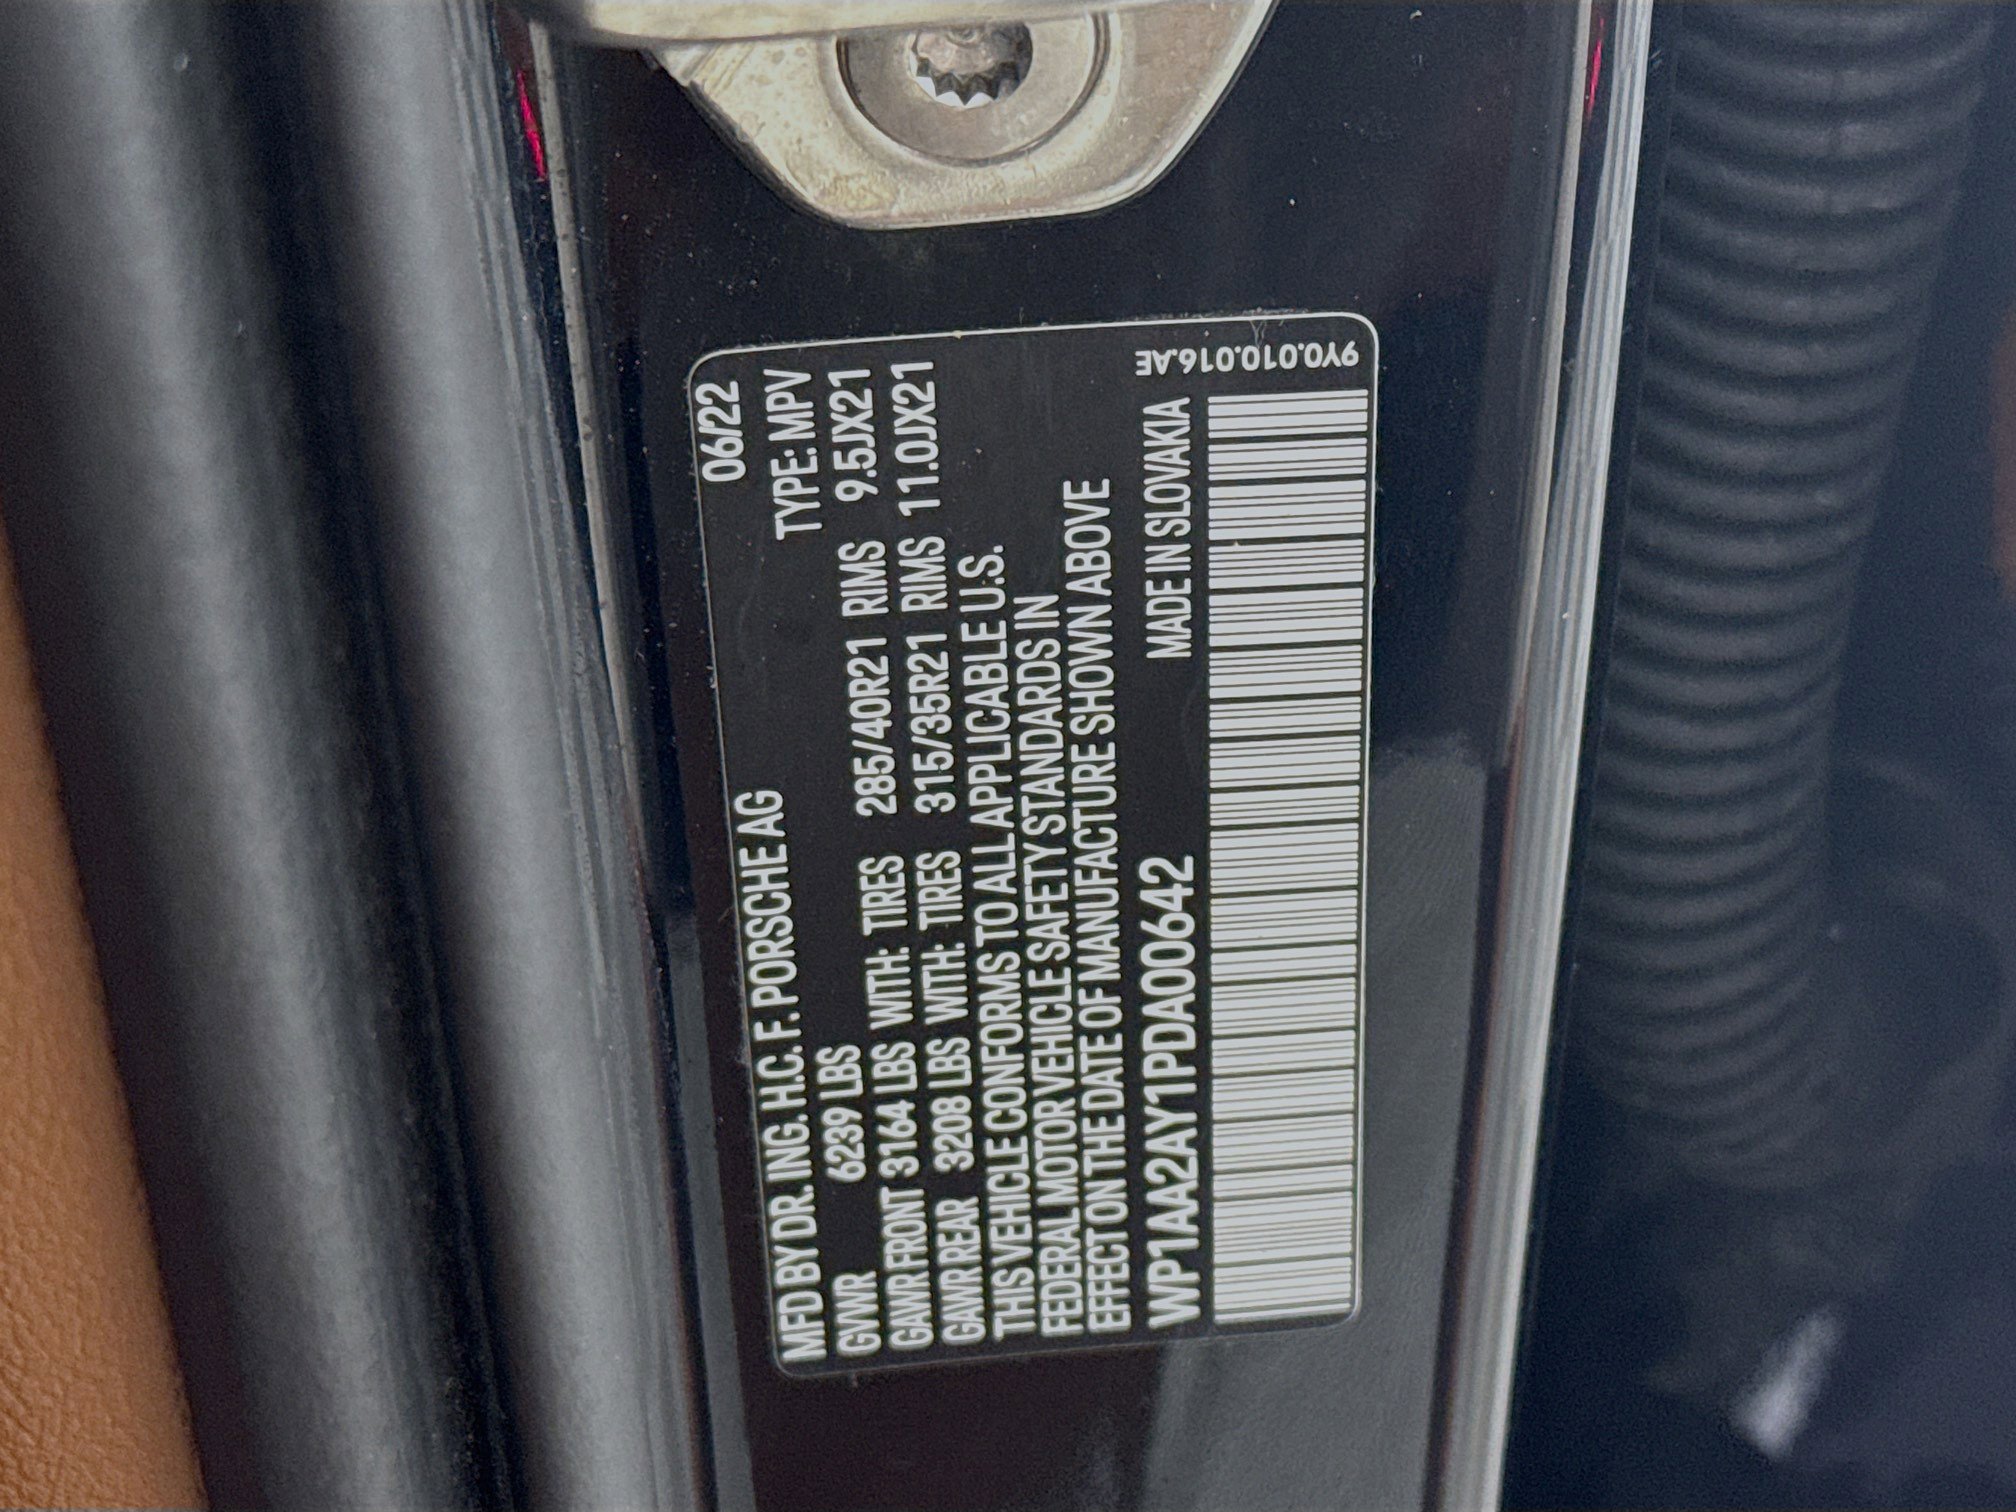 06/22
MFD BY DR. ING. H.C. F. PORSCHE AG
TYPE: MPV
GVWR 6239 LBS
GAWR FRONT 3164 LBS WITH: TIRES 285/40R21 RIMS 9.5JX21
GAWR REAR 3208 LBS WITH: TIRES 315/35R21 RIMS 11.0JX21
THIS VEHICLE CONFORMS TO ALL APPLICABLE U.S.
FEDERAL MOTOR VEHICLE SAFETY STANDARDS IN
EFFECT ON THE DATE OF MANUFACTURE SHOWN ABOVE
MADE IN SLOVAKIA
WP1AA2AY1PDA00642
9Y0.010.016.AE